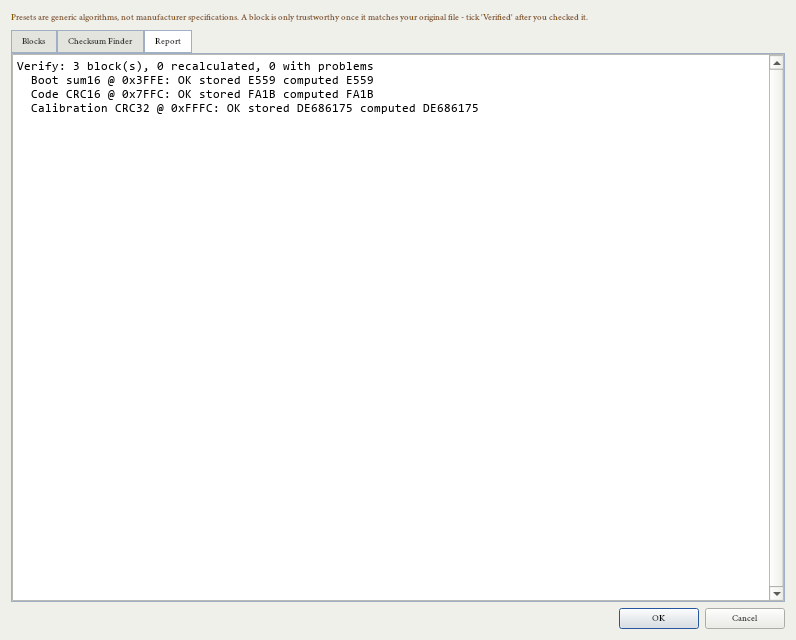 Presets are generic algorithms, not manufacturer specifications. A block is only trustworthy once it matches your original file - tick 'Verified' after you checked it.
Blocks
Checksum Finder
Report
Verify: 3 block(s), 0 recalculated, 0 with problems
Boot sum16 @ 0x3FFE: OK stored E559 computed E559
Code CRC16 @ 0x7FFC: OK stored FA1B computed FA1B
Calibration CRC32 @ 0xFFFC: OK stored DE686175 computed DE686175
OK
Cancel